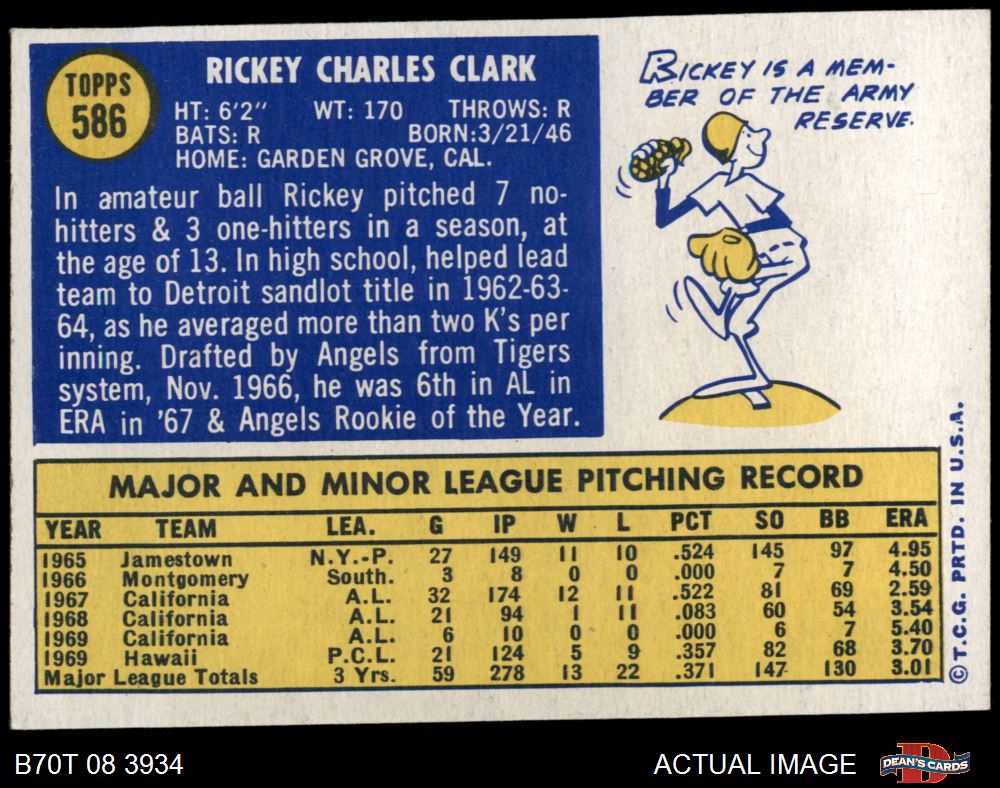 TOPPS
586
RICKEY CHARLES CLARK
HT: 6'2" WT: 170 THROWS: R
BATS: R BORN:3/21/46
HOME: GARDEN GROVE, CAL.
In amateur ball Rickey pitched 7 no-
hitters & 3 one-hitters in a season, at
the age of 13. In high school, helped lead
team to Detroit sandlot title in 1962-63-
64, as he averaged more than two K's per
inning. Drafted by Angels from Tigers
system, Nov. 1966, he was 6th in AL in
ERA in '67 & Angels Rookie of the Year.
RICKEY IS A MEM-
BER OF THE ARMY
RESERVE.
MAJOR AND MINOR LEAGUE PITCHING RECORD
YEAR TEAM LEA. G IP W L PCT SO BB ERA
1965 Jamestown N.Y.-P. 27 149 11 10 .524 145 97 4.95
1966 Montgomery South. 3 8 0 0 .000 7 7 4.50
1967 California A.L. 32 174 12 11 .522 81 69 2.59
1968 California A.L. 21 94 1 11 .083 60 54 3.54
1969 California A.L. 6 10 0 0 .000 6 7 5.40
1969 Hawaii P.C.L. 21 124 5 9 .357 82 68 3.70
Major League Totals 3 Yrs. 59 278 13 22 .371 147 130 3.01
© T.C.G. PRTD. IN U.S.A.
B70T 08 3934
ACTUAL IMAGE
D
DEAN'S CARDS